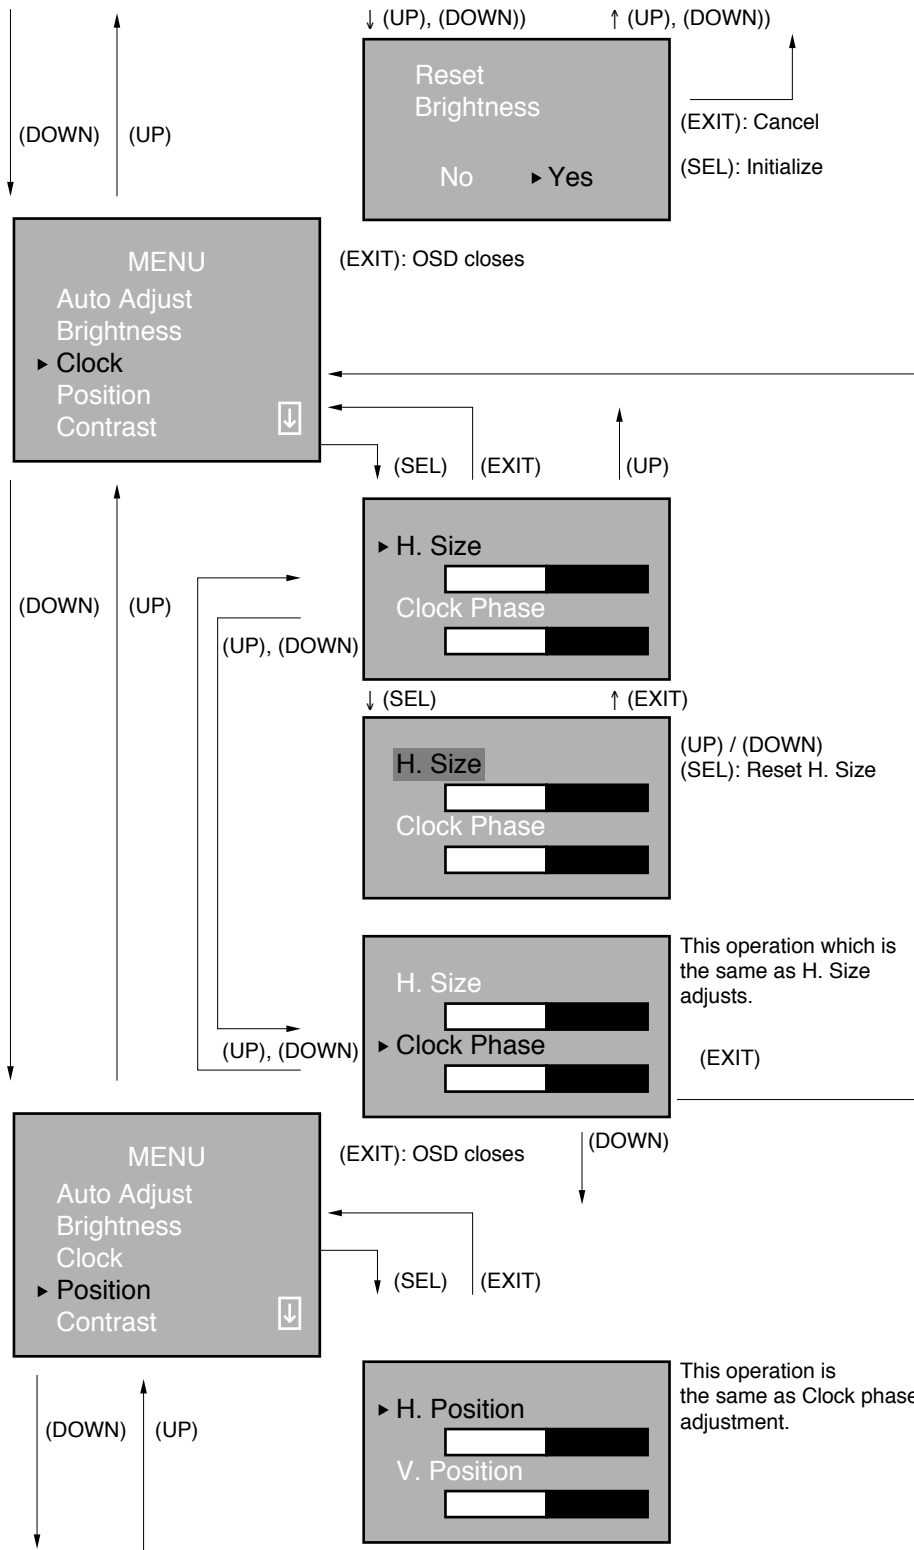 ↓ (UP), (DOWN)) ↑ (UP), (DOWN))
Reset
Brightness
No ▸ Yes
(EXIT): Cancel
(SEL): Initialize
(DOWN) (UP)
MENU
Auto Adjust
Brightness
▸ Clock
Position
Contrast ↓
(EXIT): OSD closes
(SEL) (EXIT) (UP)
▸ H. Size
Clock Phase
(DOWN) (UP)
(UP), (DOWN)
↓ (SEL) ↑ (EXIT)
H. Size
Clock Phase
(UP) / (DOWN)
(SEL): Reset H. Size
H. Size
▸ Clock Phase
This operation which is
the same as H. Size
adjusts.
(UP), (DOWN)
(EXIT)
(DOWN)
MENU
Auto Adjust
Brightness
Clock
▸ Position
Contrast ↓
(EXIT): OSD closes
(SEL) (EXIT)
▸ H. Position
V. Position
This operation is
the same as Clock phase
adjustment.
(DOWN) (UP)